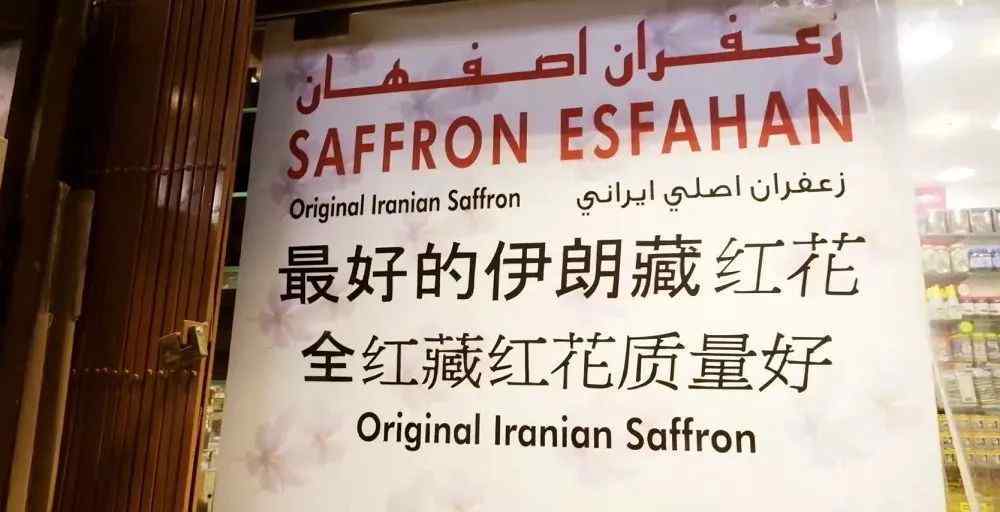 زعفران اصفهان
SAFFRON ESFAHAN
Original Iranian Saffron زعفران اصلي ايراني
最好的伊朗藏红花
全红藏红花质量好
Original Iranian Saffron